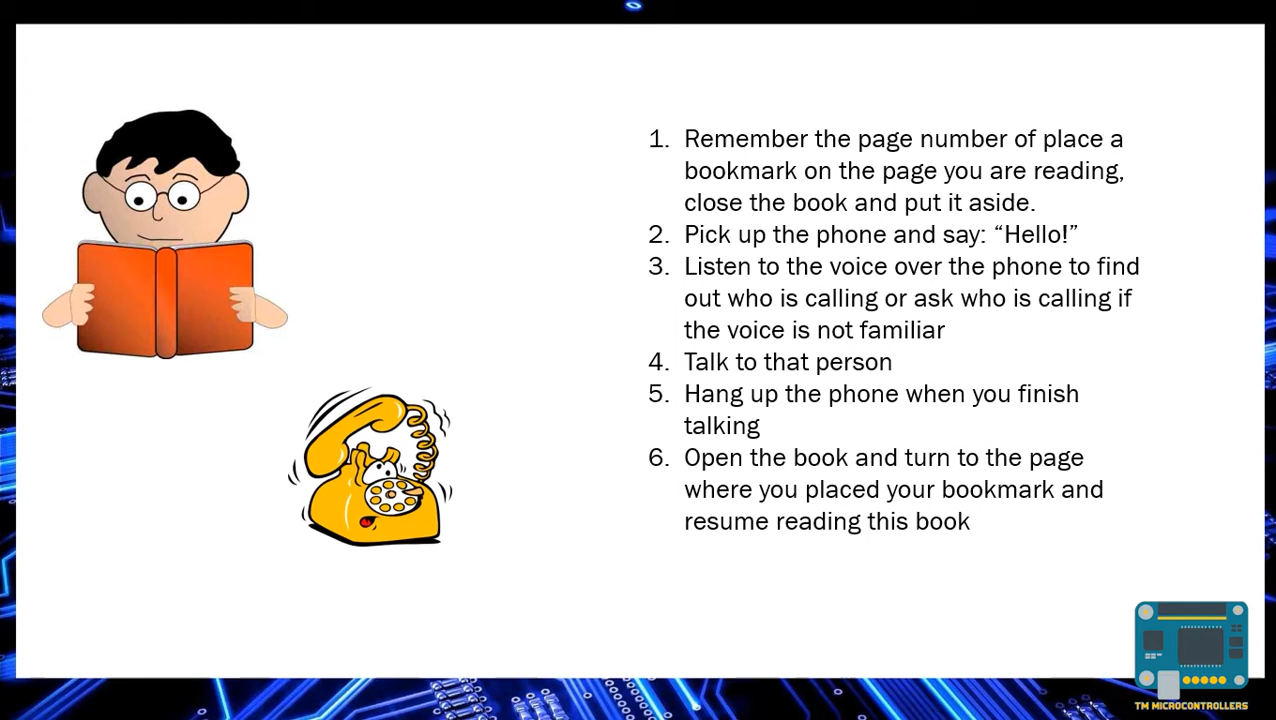 1. Remember the page number of place a
bookmark on the page you are reading,
close the book and put it aside.
2. Pick up the phone and say: “Hello!”
3. Listen to the voice over the phone to find
out who is calling or ask who is calling if
the voice is not familiar
4. Talk to that person
5. Hang up the phone when you finish
talking
6. Open the book and turn to the page
where you placed your bookmark and
resume reading this book
TM MICROCONTROLLERS